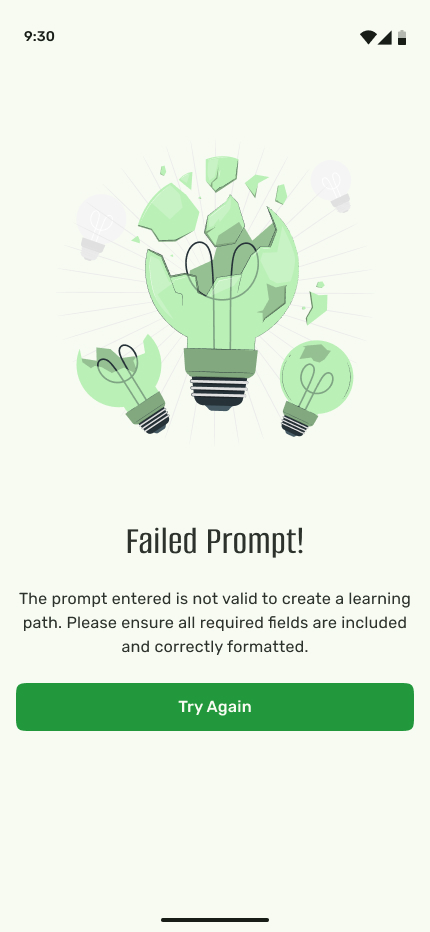 9:30
Failed Prompt!
The prompt entered is not valid to create a learning
path. Please ensure all required fields are included
and correctly formatted.
Try Again